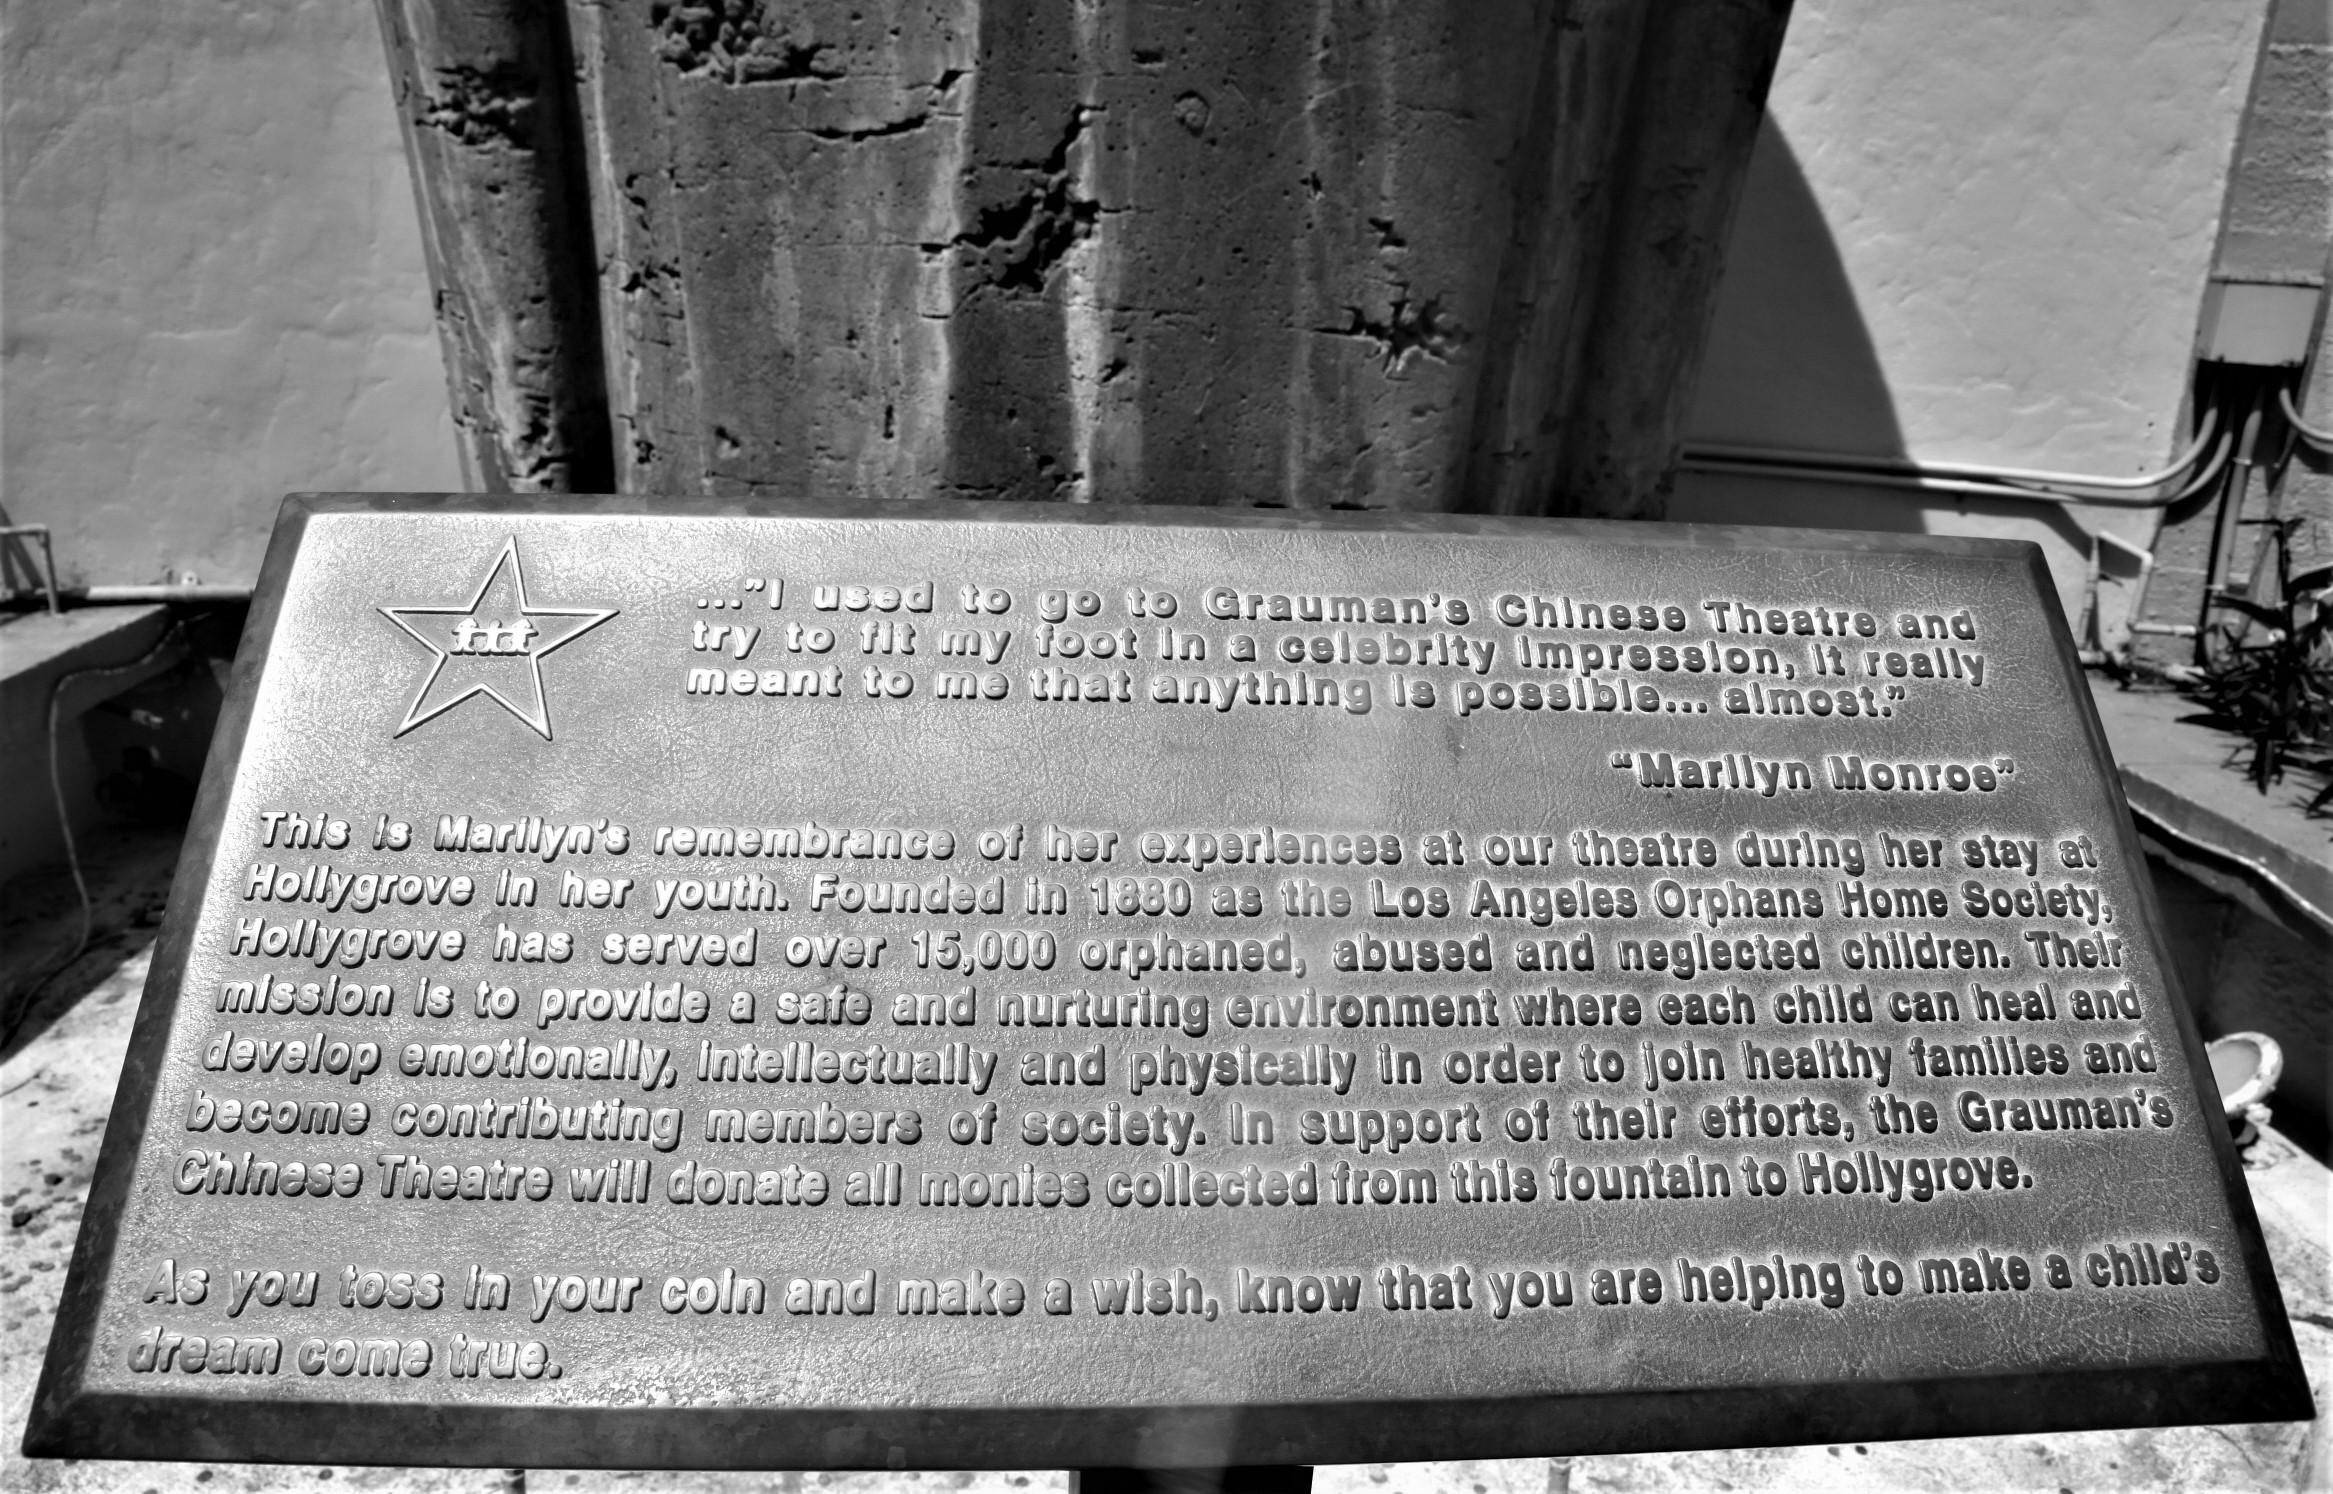 ..."I used to go to Grauman's Chinese Theatre and
try to fit my foot in a celebrity impression, it really
meant to me that anything is possible... almost."
"Marilyn Monroe"
This is Marilyn's remembrance of her experiences at our theatre during her stay at
Hollygrove in her youth. Founded in 1880 as the Los Angeles Orphans Home Society,
Hollygrove has served over 15,000 orphaned, abused and neglected children. Their
mission is to provide a safe and nurturing environment where each child can heal and
develop emotionally, intellectually and physically in order to join healthy families and
become contributing members of society. In support of their efforts, the Grauman's
Chinese Theatre will donate all monies collected from this fountain to Hollygrove.
As you toss in your coin and make a wish, know that you are helping to make a child's
dream come true.